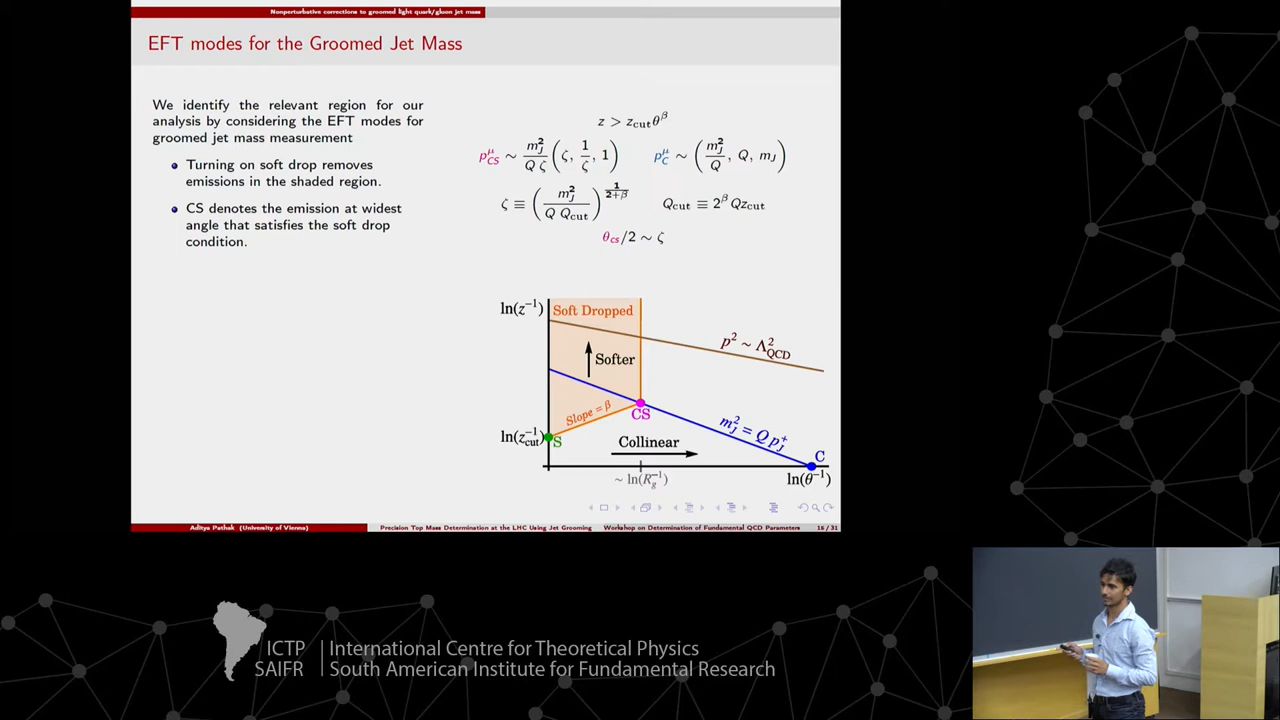 Nonperturbative corrections to groomed light quark/gluon jet mass
EFT modes for the Groomed Jet Mass
We identify the relevant region for our
analysis by considering the EFT modes for
groomed jet mass measurement
Turning on soft drop removes
emissions in the shaded region.
CS denotes the emission at widest
angle that satisfies the soft drop
condition.
z > z_cut θ^β
p^μ_CS ~ m_J^2/(Q ζ) (ζ, 1/ζ, 1)   p^μ_C ~ (m_J^2/Q, Q, m_J)
ζ ≡ (m_J^2/(Q Q_cut))^(1/(2+β))   Q_cut ≡ 2^β Q z_cut
θ_cs/2 ~ ζ
ln(z^-1)
Soft Dropped
p^2 ~ Λ^2_QCD
Softer
Slope = β
CS
m_J^2 = Q p_J^+
ln(z_cut^-1)
S
Collinear
C
~ ln(R_g^-1)
ln(θ^-1)
Aditya Pathak (University of Vienna)   Precision Top Mass Determination at the LHC Using Jet Grooming   Workshop on Determination of Fundamental QCD Parameters   16 / 31
ICTP | International Centre for Theoretical Physics
SAIFR | South American Institute for Fundamental Research